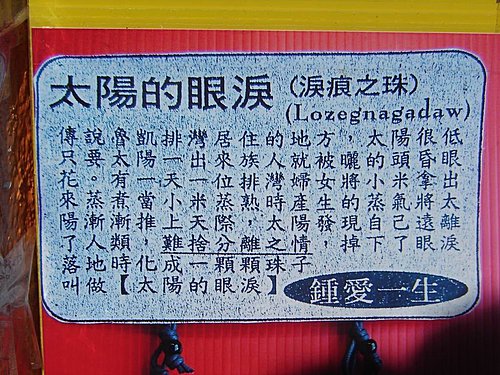 太陽的眼淚（淚痕之珠）
(Lozegnagadaw)
傳說魯凱排灣居住的地方，太陽很低
只要太陽一出來族人就被曬的頭昏眼
花。有一天一位排灣婦女將小米拿出
來蒸煮當小米蒸熟時產生的蒸氣將太
陽漸漸推上天際，太陽發現自己遠離
了人類，難捨分離之情，掉下了眼淚
落地時化成一顆顆珠子
叫做【太陽的眼淚】
鍾愛一生